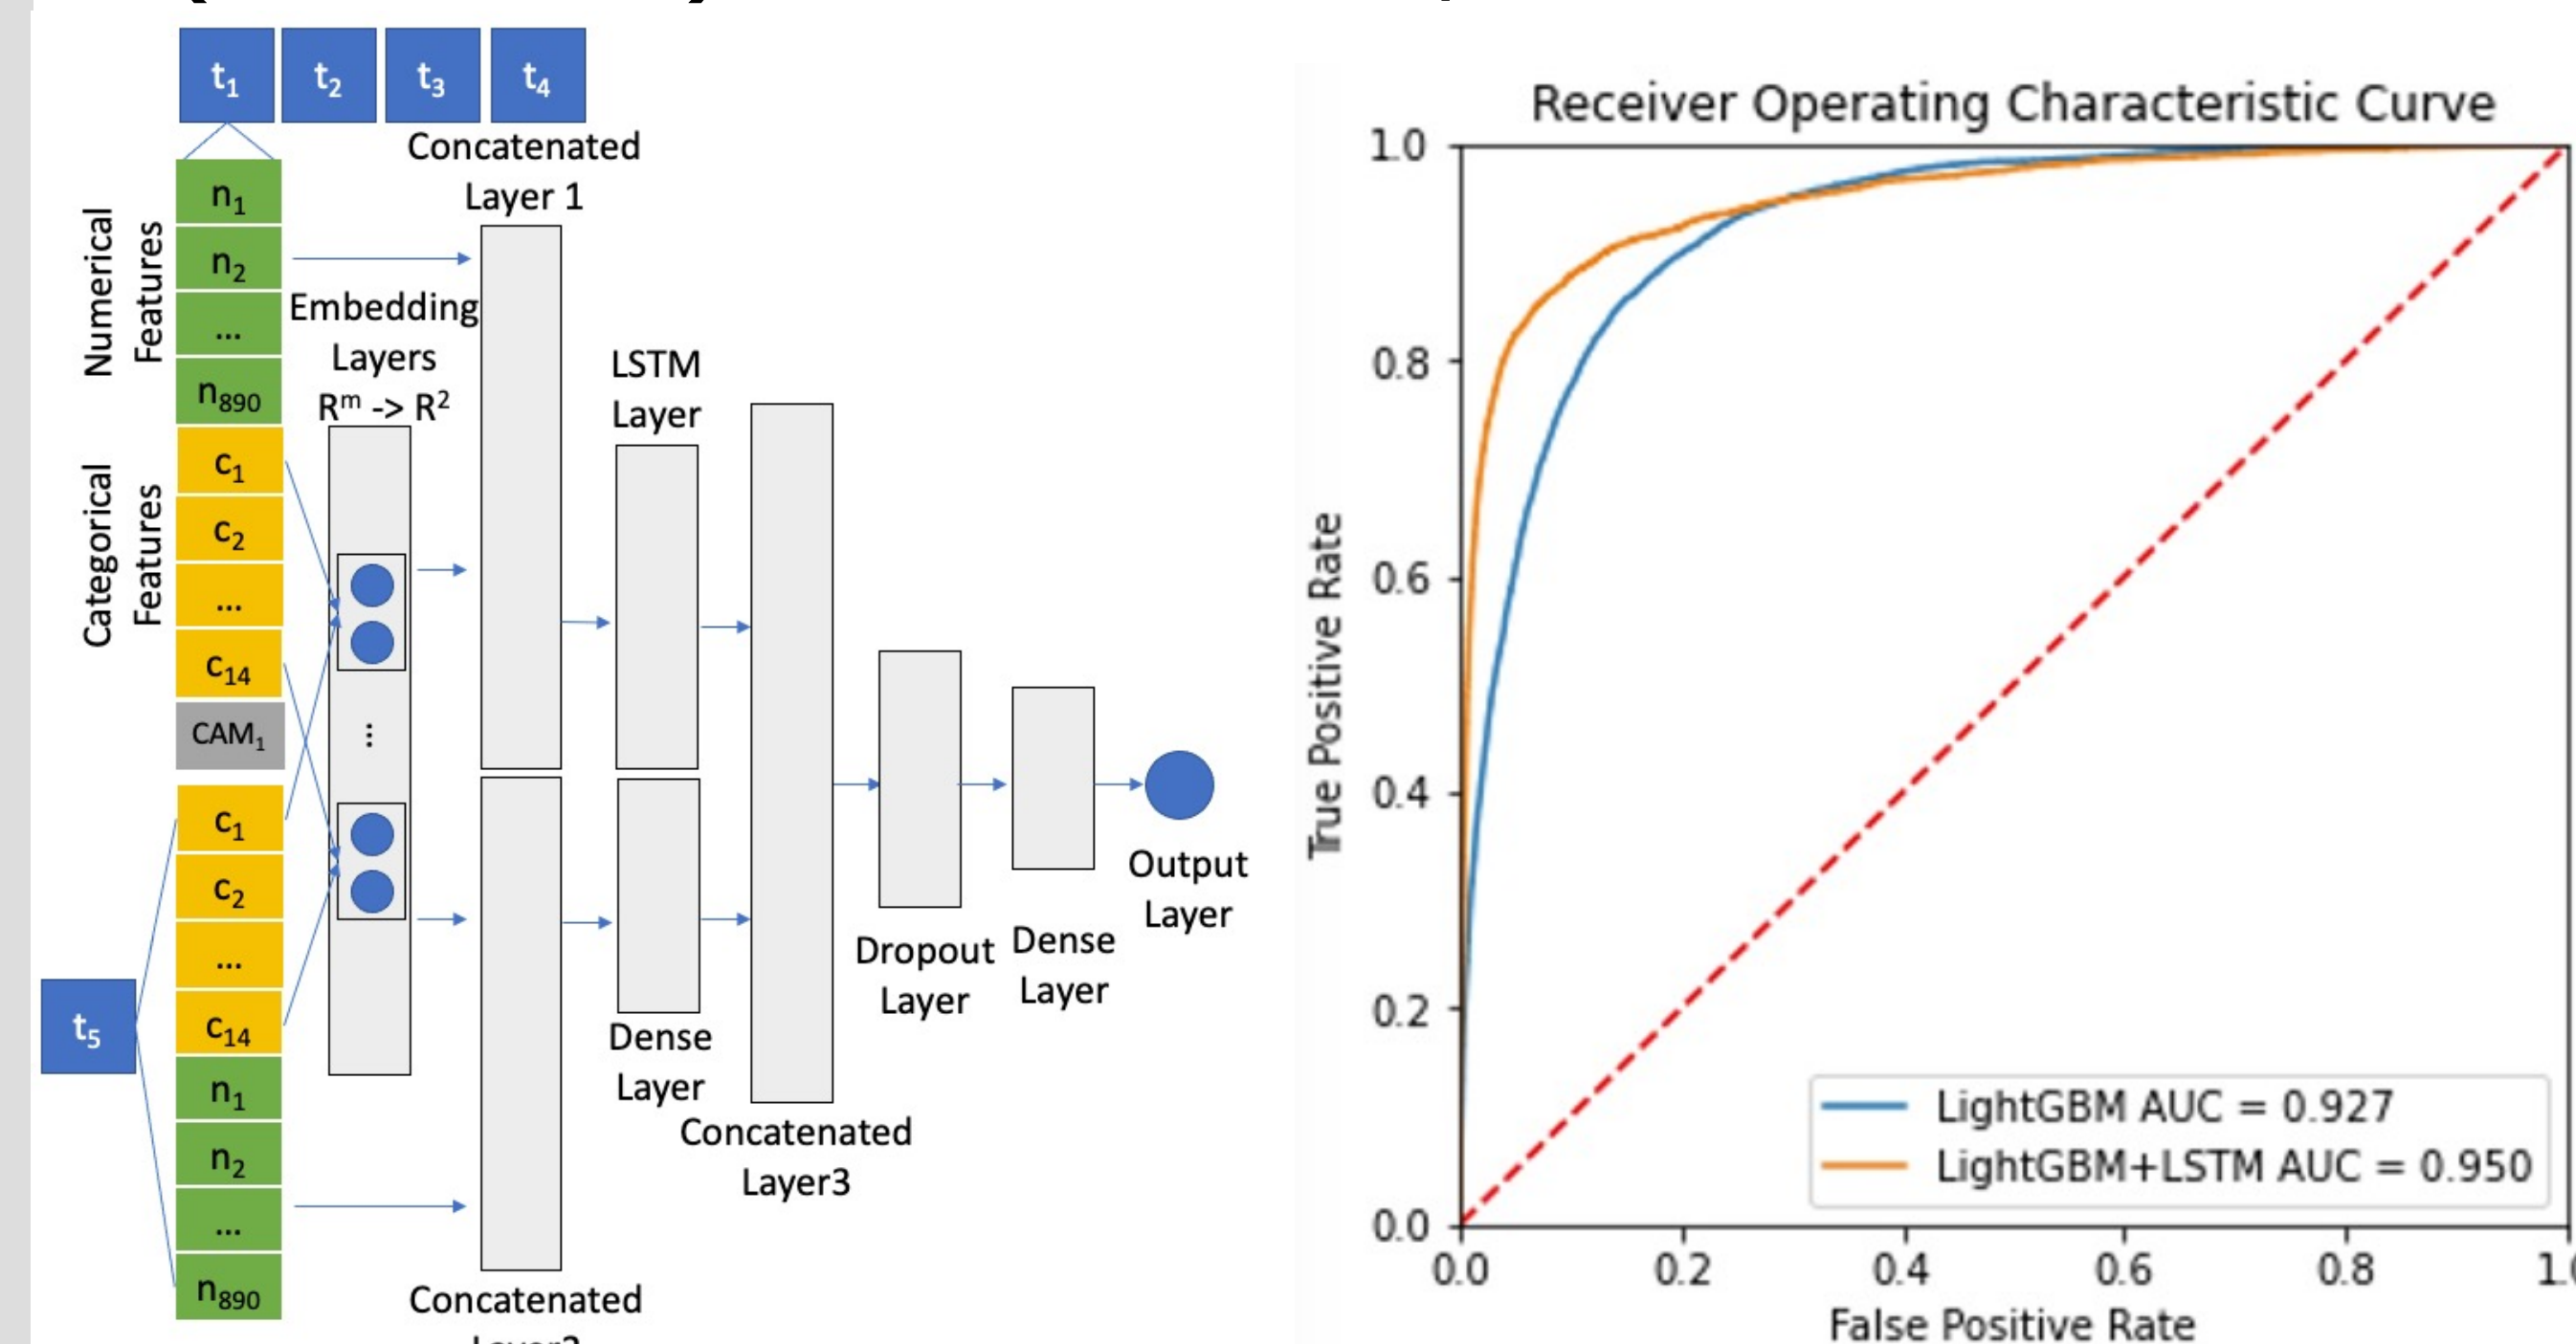 t1 t2 t3 t4
Concatenated
Layer 1
Numerical
Features
n1
n2
...
n890
Embedding
Layers
Rm -> R2
Categorical
Features
c1
c2
...
c14
CAM1
...
LSTM
Layer
t5
c1
c2
...
c14
n1
n2
...
n890
Dense
Layer
Concatenated
Layer3
Dropout
Layer
Dense
Layer
Output
Layer
Concatenated
Receiver Operating Characteristic Curve
True Positive Rate
1.0
0.8
0.6
0.4
0.2
0.0
LightGBM AUC = 0.927
LightGBM+LSTM AUC = 0.950
0.0 0.2 0.4 0.6 0.8
False Positive Rate